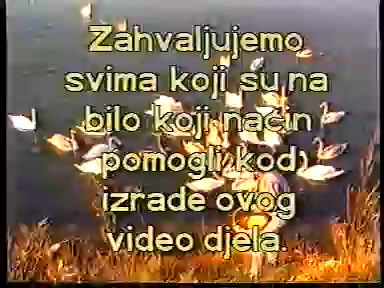 Zahvaljujemo
svima koji su na
bilo koji način
pomogli kod
izrade ovog
video djela.